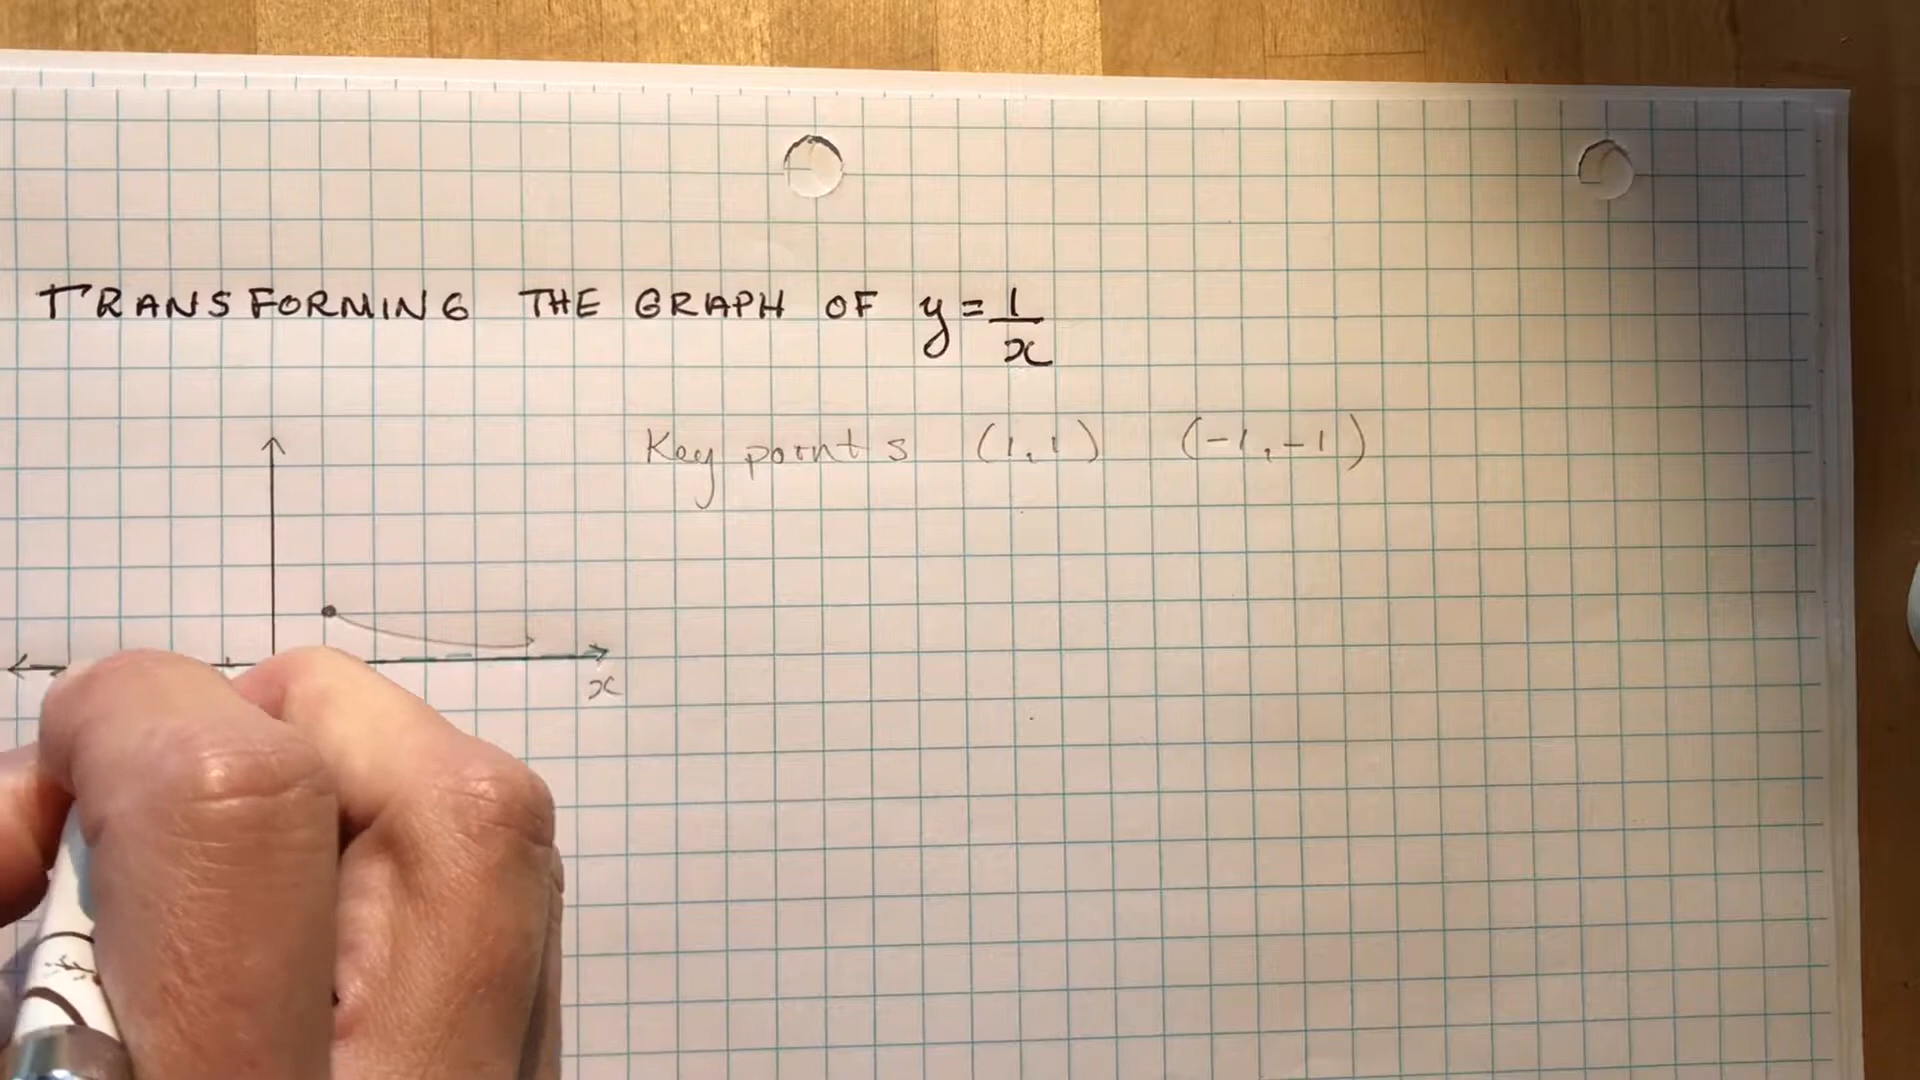 TRANSFORMING THE GRAPH OF y = 1/x
Key points (1,1) (-1,-1)
x